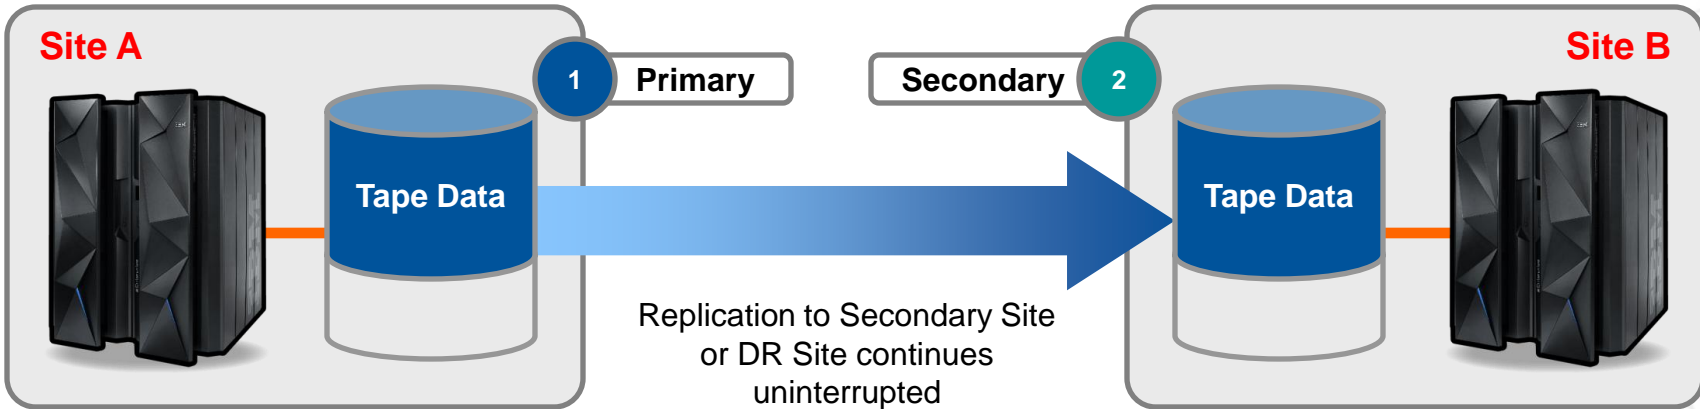 Site A
1
Primary
Secondary
2
Site B
Tape Data
Tape Data
Replication to Secondary Site
or DR Site continues
uninterrupted